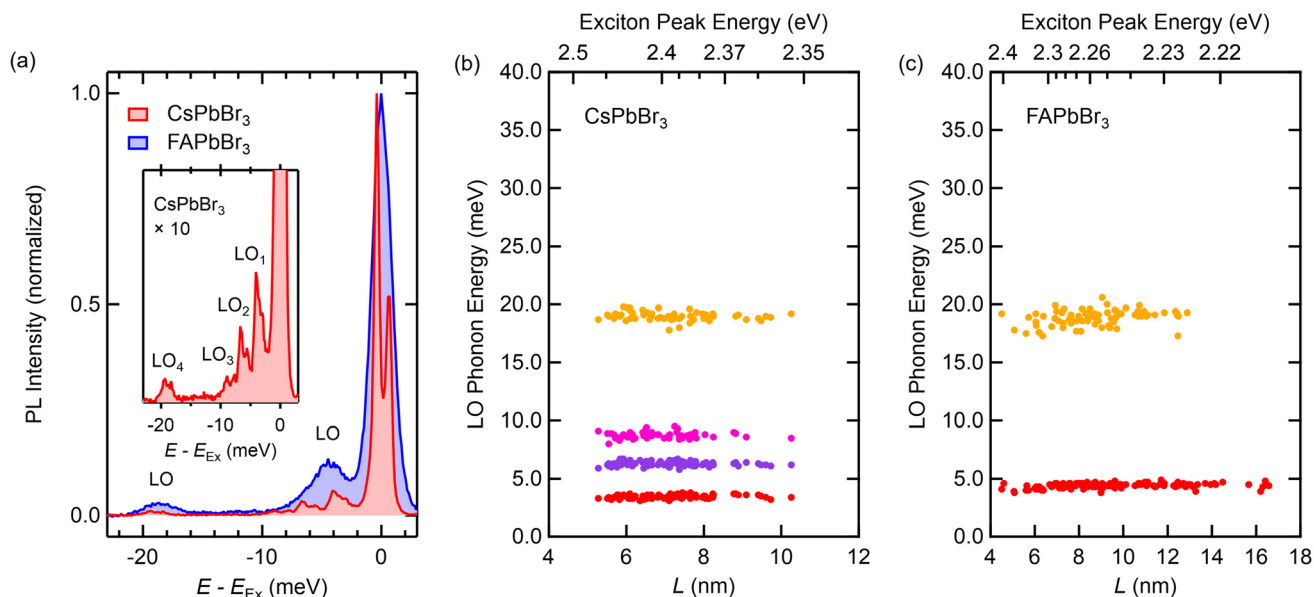 (a)
PL Intensity (normalized)
1.0
0.5
0.0
CsPbBr3
FAPbBr3
CsPbBr3
× 10
LO1
LO2
LO3
LO4
-20 -10 0
E - EEx (meV)
LO
LO
-20 -10 0
E - EEx (meV)
(b)
Exciton Peak Energy (eV)
2.5 2.4 2.37 2.35
CsPbBr3
LO Phonon Energy (meV)
40.0
35.0
30.0
25.0
20.0
15.0
10.0
5.0
0.0
4 6 8 10 12
L (nm)
(c)
Exciton Peak Energy (eV)
2.4 2.3 2.26 2.23 2.22
FAPbBr3
LO Phonon Energy (meV)
40.0
35.0
30.0
25.0
20.0
15.0
10.0
5.0
0.0
4 6 8 10 12 14 16 18
L (nm)